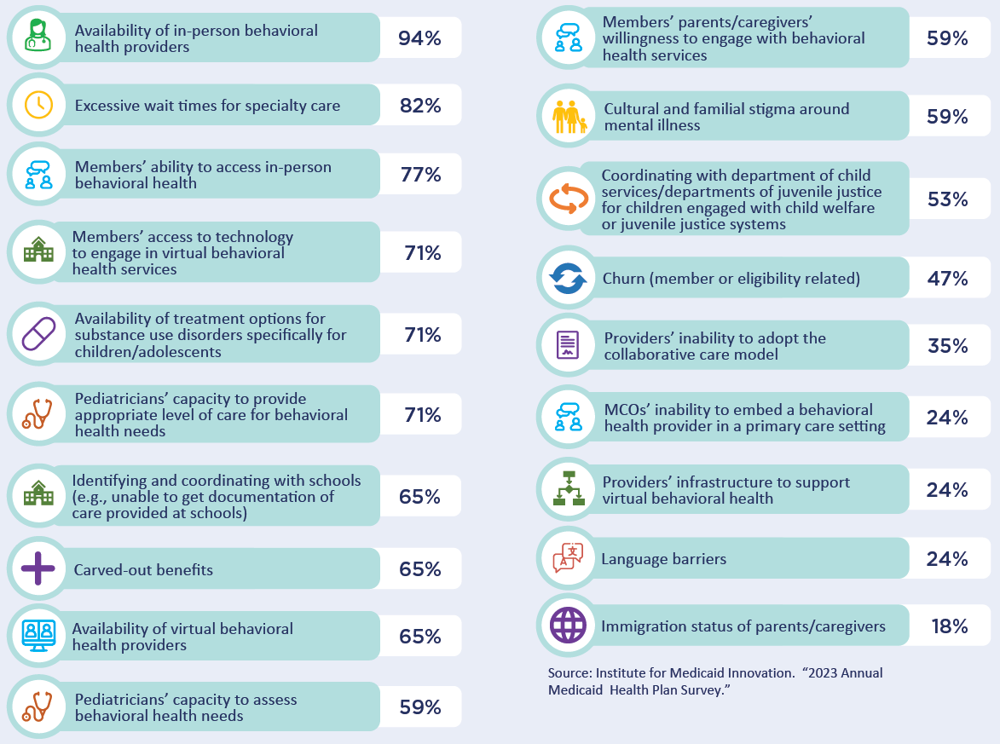 Availability of in-person behavioral
health providers
94%
Excessive wait times for specialty care
82%
Members’ ability to access in-person
behavioral health
77%
Members’ access to technology
to engage in virtual behavioral
health services
71%
Availability of treatment options for
substance use disorders specifically for
children/adolescents
71%
Pediatricians’ capacity to provide
appropriate level of care for behavioral
health needs
71%
Identifying and coordinating with schools
(e.g., unable to get documentation of
care provided at schools)
65%
Carved-out benefits
65%
Availability of virtual behavioral
health providers
65%
Pediatricians’ capacity to assess
behavioral health needs
59%
Members’ parents/caregivers’
willingness to engage with behavioral
health services
59%
Cultural and familial stigma around
mental illness
59%
Coordinating with department of child
services/departments of juvenile justice
for children engaged with child welfare
or juvenile justice systems
53%
Churn (member or eligibility related)
47%
Providers’ inability to adopt the
collaborative care model
35%
MCOs’ inability to embed a behavioral
health provider in a primary care setting
24%
Providers’ infrastructure to support
virtual behavioral health
24%
文
A
Language barriers
24%
Immigration status of parents/caregivers
18%
Source: Institute for Medicaid Innovation. “2023 Annual
Medicaid Health Plan Survey.”